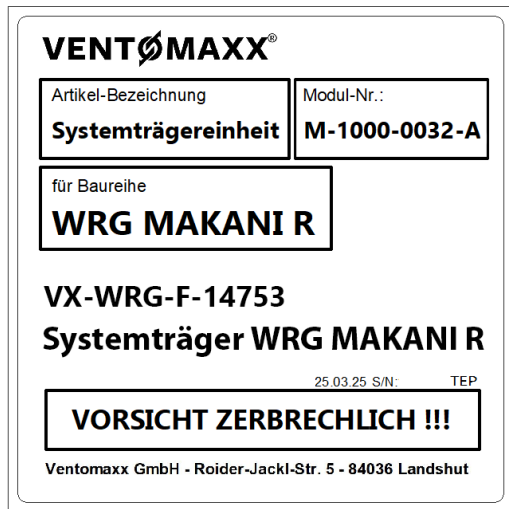 VENTOMAXX®
Artikel-Bezeichnung
Systemträgereinheit
Modul-Nr.:
M-1000-0032-A
für Baureihe
WRG MAKANI R
VX-WRG-F-14753
Systemträger WRG MAKANI R
25.03.25 S/N: TEP
VORSICHT ZERBRECHLICH !!!
Ventomaxx GmbH - Roider-Jackl-Str. 5 - 84036 Landshut